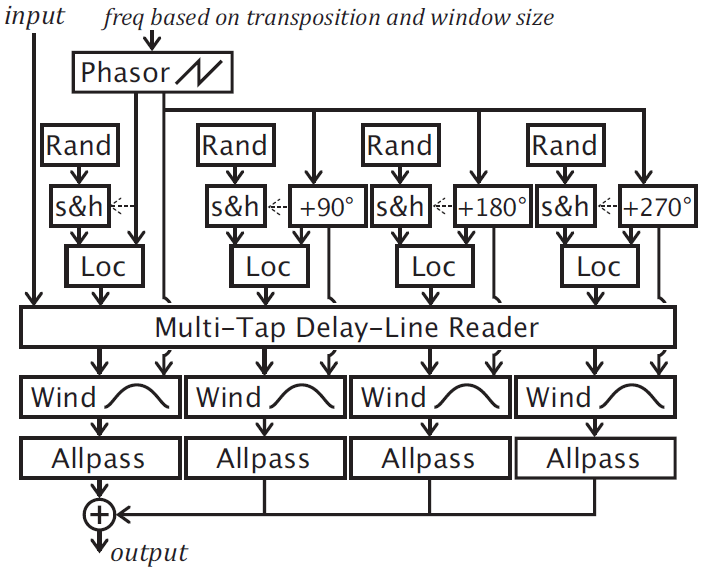 input freq based on transposition and window size
Phasor
Rand Rand Rand Rand
s&h s&h +90° s&h +180° s&h +270°
Loc Loc Loc Loc
Multi-Tap Delay-Line Reader
Wind Wind Wind Wind
Allpass Allpass Allpass Allpass
+
output